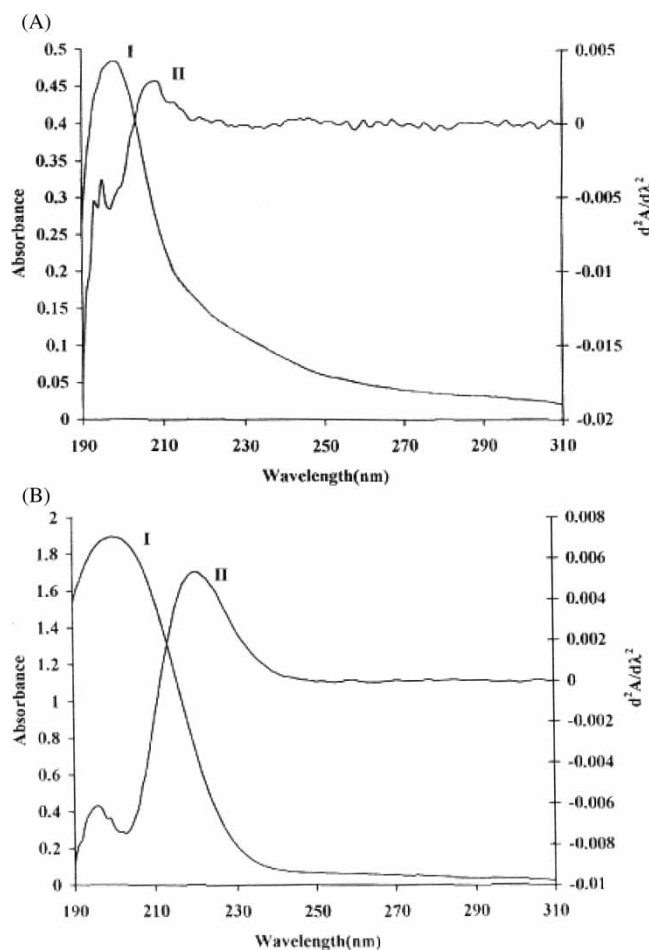 (A)
I
II
0.5
0.45
0.4
0.35
0.3
0.25
0.2
0.15
0.1
0.05
0
Absorbance
0.005
0
-0.005
-0.01
-0.015
-0.02
d²A/dλ²
190 210 230 250 270 290 310
Wavelength(nm)
(B)
I
II
2
1.8
1.6
1.4
1.2
1
0.8
0.6
0.4
0.2
0
Absorbance
0.008
0.006
0.004
0.002
0
-0.002
-0.004
-0.006
-0.008
-0.01
d²A/dλ²
190 210 230 250 270 290 310
Wavelength(nm)